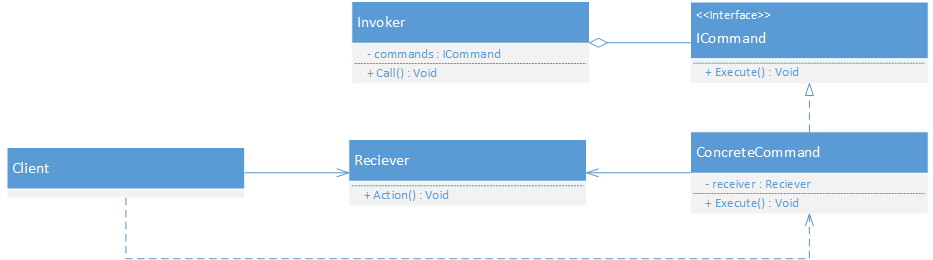 Invoker
- commands : ICommand
+ Call() : Void
<<Interface>>
ICommand
+ Execute() : Void
Client
Reciever
+ Action() : Void
ConcreteCommand
- receiver : Reciever
+ Execute() : Void